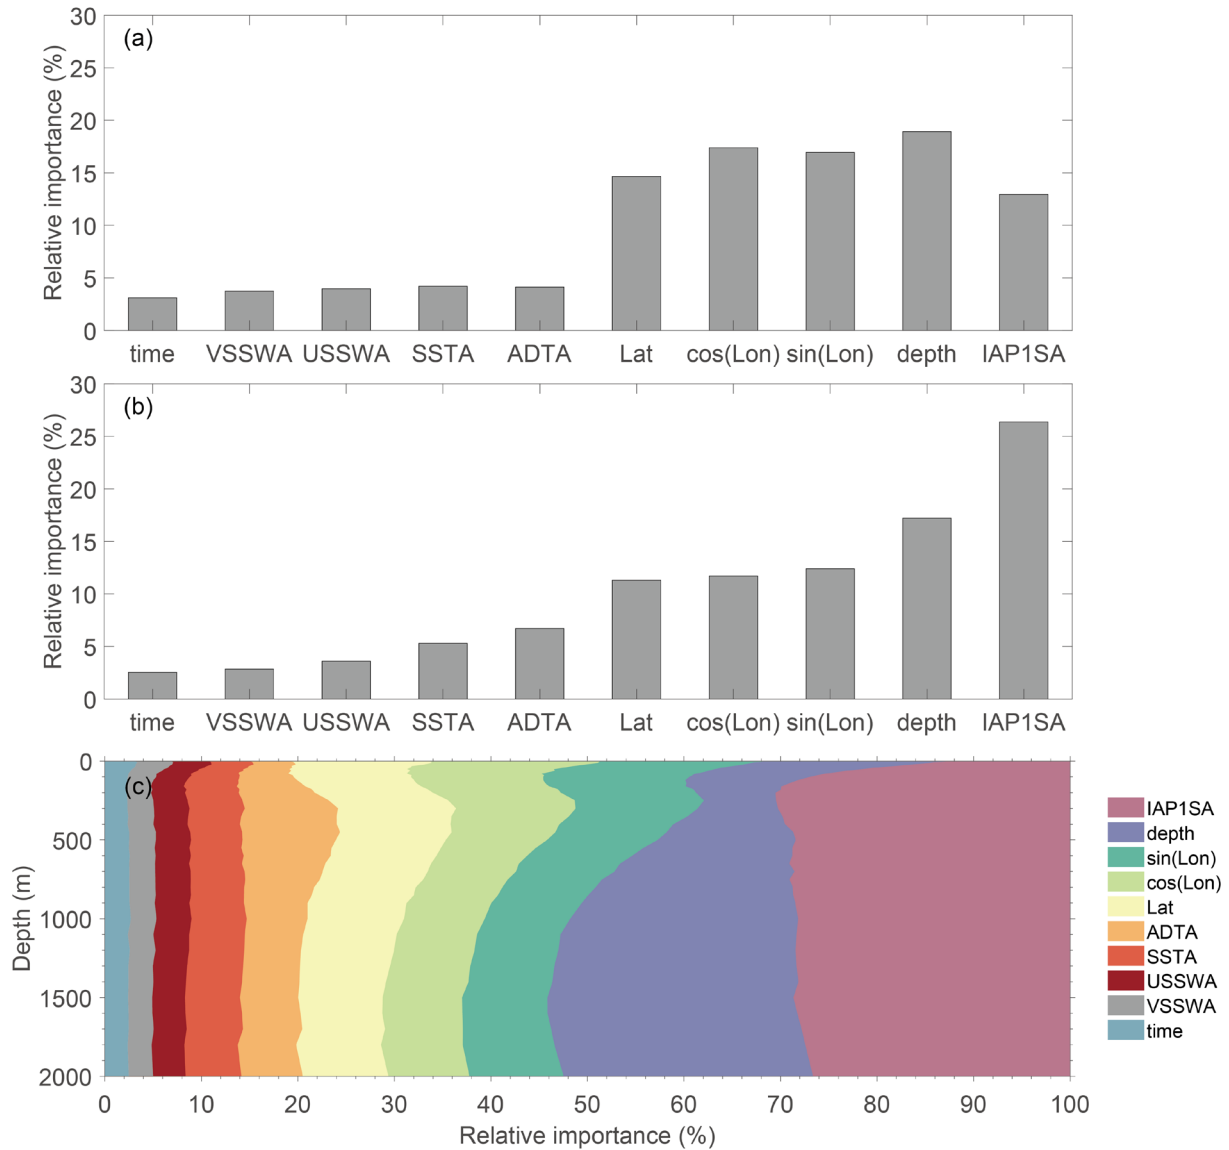 (a)
Relative importance (%)
30
25
20
15
10
5
0
time VSSWA USSWA SSTA ADTA Lat cos(Lon) sin(Lon) depth IAP1SA
(b)
Relative importance (%)
30
25
20
15
10
5
0
time VSSWA USSWA SSTA ADTA Lat cos(Lon) sin(Lon) depth IAP1SA
(c)
Depth (m)
0
500
1000
1500
2000
0 10 20 30 40 50 60 70 80 90 100
Relative importance (%)
IAP1SA
depth
sin(Lon)
cos(Lon)
Lat
ADTA
SSTA
USSWA
VSSWA
time